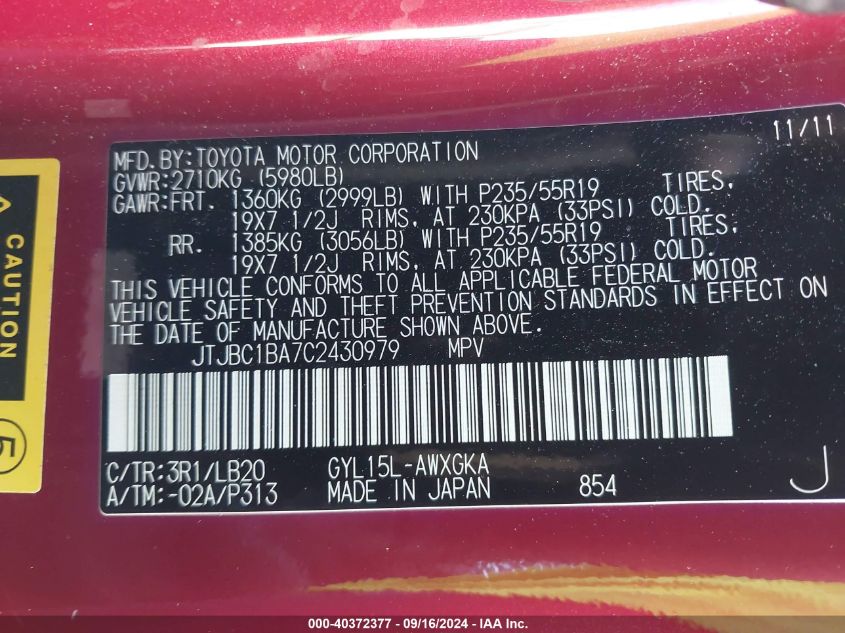 11/11
MFD.BY:TOYOTA MOTOR CORPORATION
GVWR:2710KG (5980LB)
GAWR:FRT. 1360KG (2999LB) WITH P235/55R19 TIRES,
19X7 1/2J RIMS, AT 230KPA (33PSI) COLD.
RR. 1385KG (3056LB) WITH P235/55R19 TIRES,
19X7 1/2J RIMS, AT 230KPA (33PSI) COLD.
THIS VEHICLE CONFORMS TO ALL APPLICABLE FEDERAL MOTOR
VEHICLE SAFETY AND THEFT PREVENTION STANDARDS IN EFFECT ON
THE DATE OF MANUFACTURE SHOWN ABOVE.
JTJBC1BA7C2430979 MPV
C/TR:3R1/LB20 GYL15L-AWXGKA
A/TM:-02A/P313 MADE IN JAPAN 854 J
CAUTION
5
000-40372377 - 09/16/2024 - IAA Inc.